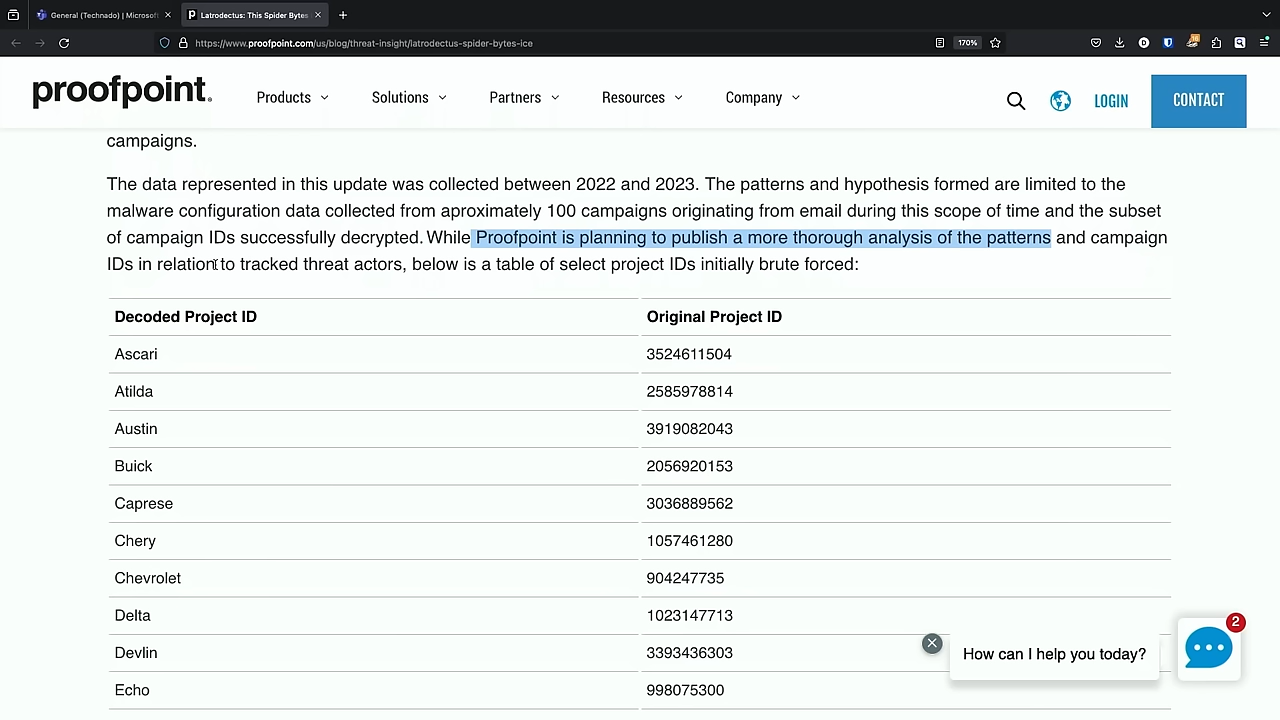 General (Technado) | Microsof
Latrodectus: This Spider Bytes
https://www.proofpoint.com/us/blog/threat-insight/latrodectus-spider-bytes-ice
170%
proofpoint.
Products
Solutions
Partners
Resources
Company
LOGIN
CONTACT
campaigns.
The data represented in this update was collected between 2022 and 2023. The patterns and hypothesis formed are limited to the
malware configuration data collected from aproximately 100 campaigns originating from email during this scope of time and the subset
of campaign IDs successfully decrypted. While Proofpoint is planning to publish a more thorough analysis of the patterns and campaign
IDs in relation to tracked threat actors, below is a table of select project IDs initially brute forced:
Decoded Project ID Original Project ID
Ascari 3524611504
Atilda 2585978814
Austin 3919082043
Buick 2056920153
Caprese 3036889562
Chery 1057461280
Chevrolet 904247735
Delta 1023147713
Devlin 3393436303
Echo 998075300
How can I help you today?
2